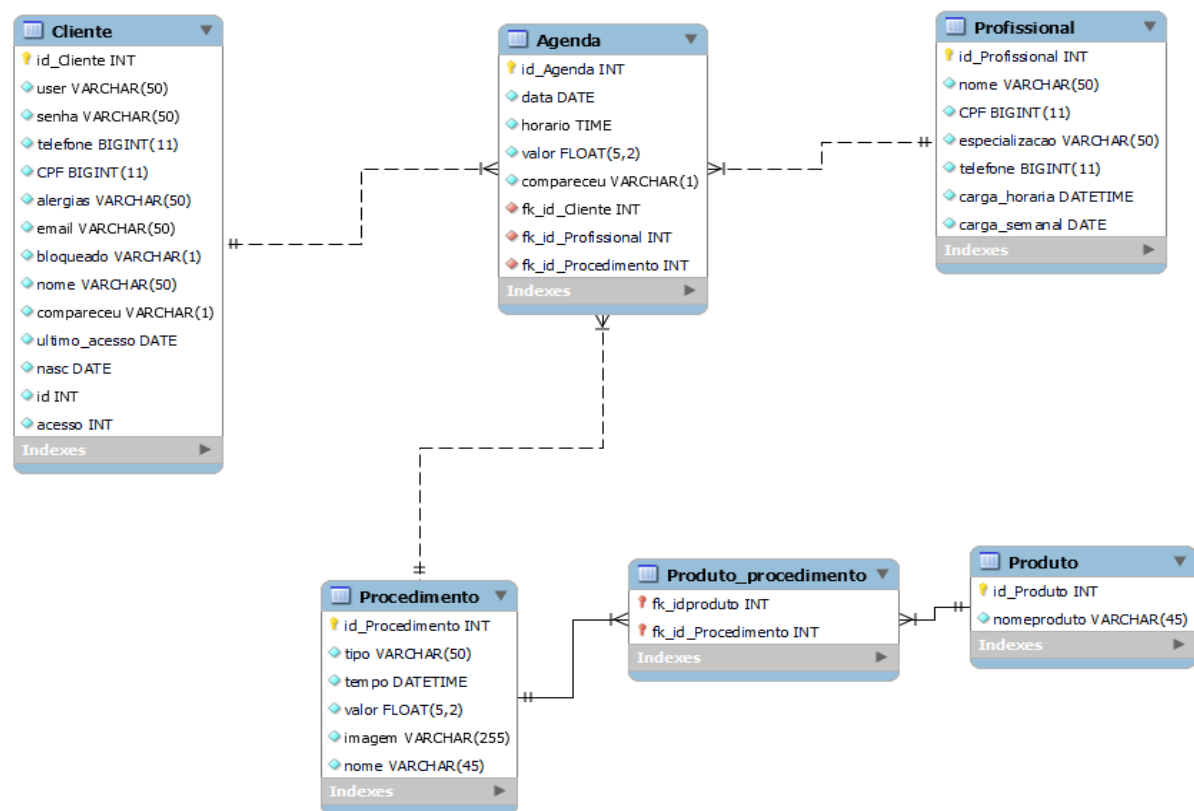 Cliente
id_Cliente INT
user VARCHAR(50)
senha VARCHAR(50)
telefone BIGINT(11)
CPF BIGINT(11)
alergias VARCHAR(50)
email VARCHAR(50)
bloqueado VARCHAR(1)
nome VARCHAR(50)
compareceu VARCHAR(1)
ultimo_acesso DATE
nasc DATE
id INT
acesso INT
Indexes
Agenda
id_Agenda INT
data DATE
horario TIME
valor FLOAT(5,2)
compareceu VARCHAR(1)
fk_id_Cliente INT
fk_id_Profissional INT
fk_id_Procedimento INT
Indexes
Profissional
id_Profissional INT
nome VARCHAR(50)
CPF BIGINT(11)
especializacao VARCHAR(50)
telefone BIGINT(11)
carga_horaria DATETIME
carga_semanal DATE
Indexes
Procedimento
id_Procedimento INT
tipo VARCHAR(50)
tempo DATETIME
valor FLOAT(5,2)
imagem VARCHAR(255)
nome VARCHAR(45)
Indexes
Produto_procedimento
fk_idproduto INT
fk_id_Procedimento INT
Indexes
Produto
id_Produto INT
nomeproduto VARCHAR(45)
Indexes